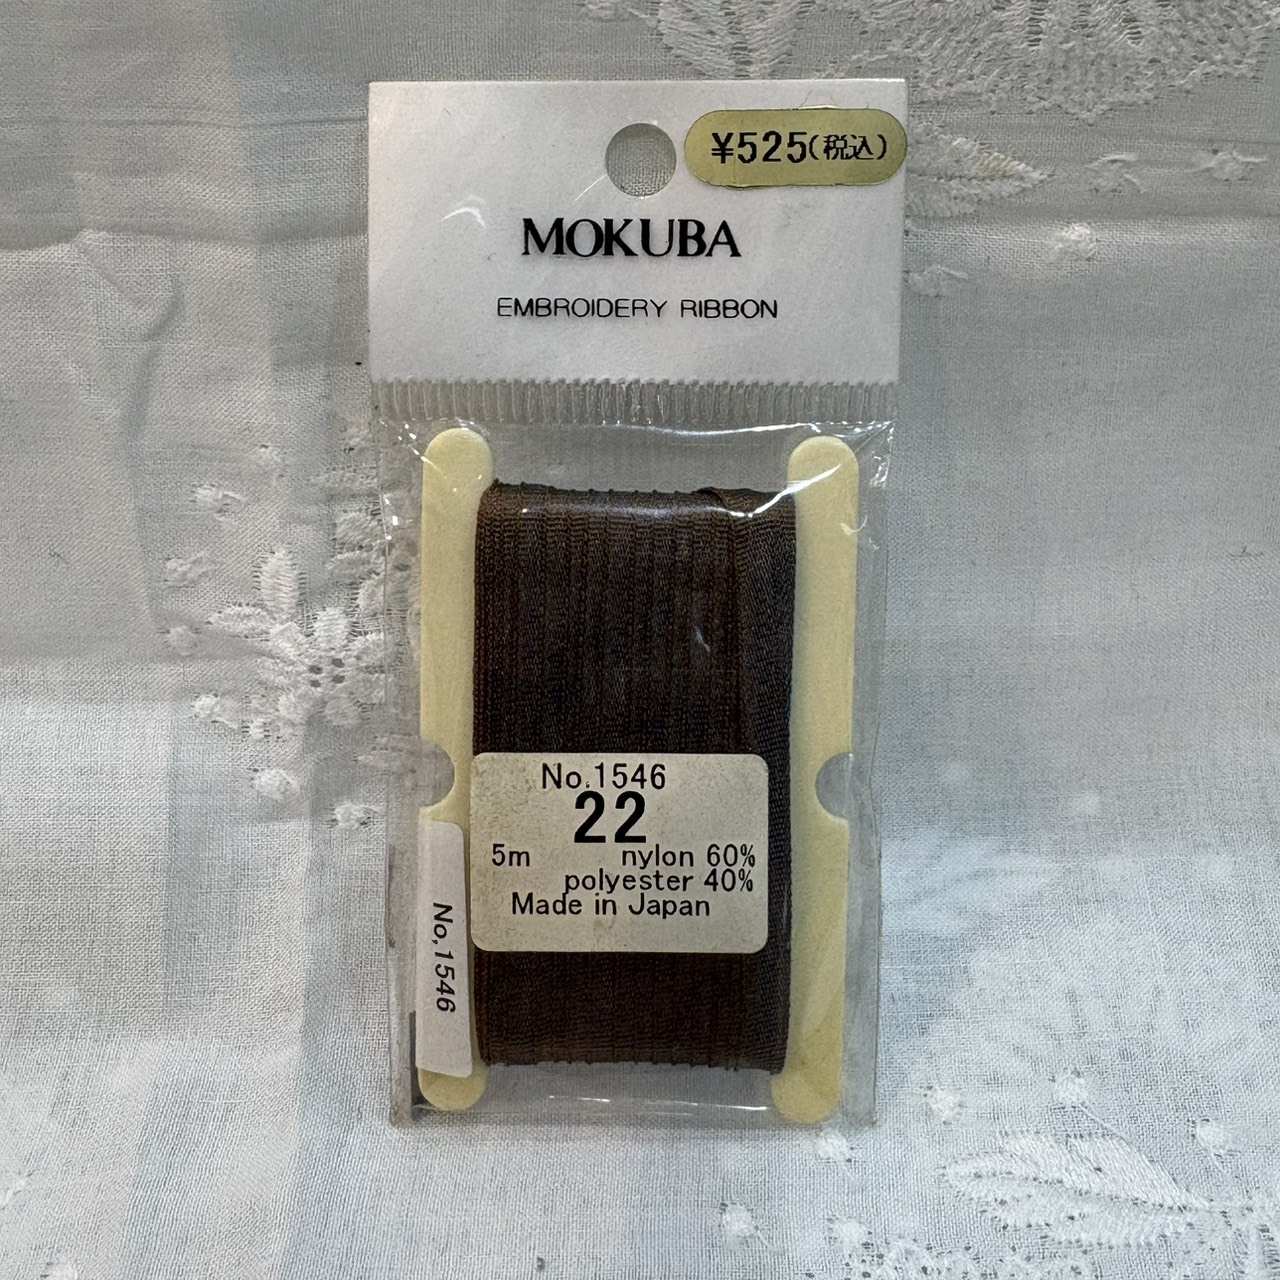 ¥525(税込)
MOKUBA
EMBROIDERY RIBBON
No.1546
22
5m nylon 60%
polyester 40%
Made in Japan
No,1546